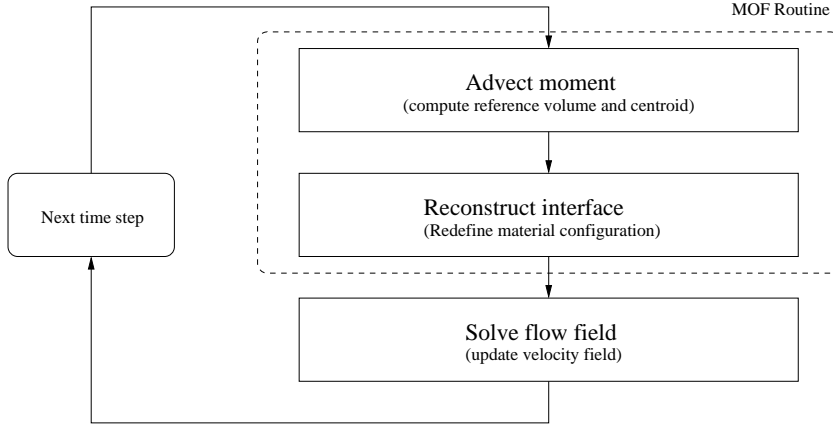 MOF Routine
Advect moment
(compute reference volume and centroid)
Reconstruct interface
(Redefine material configuration)
Next time step
Solve flow field
(update velocity field)